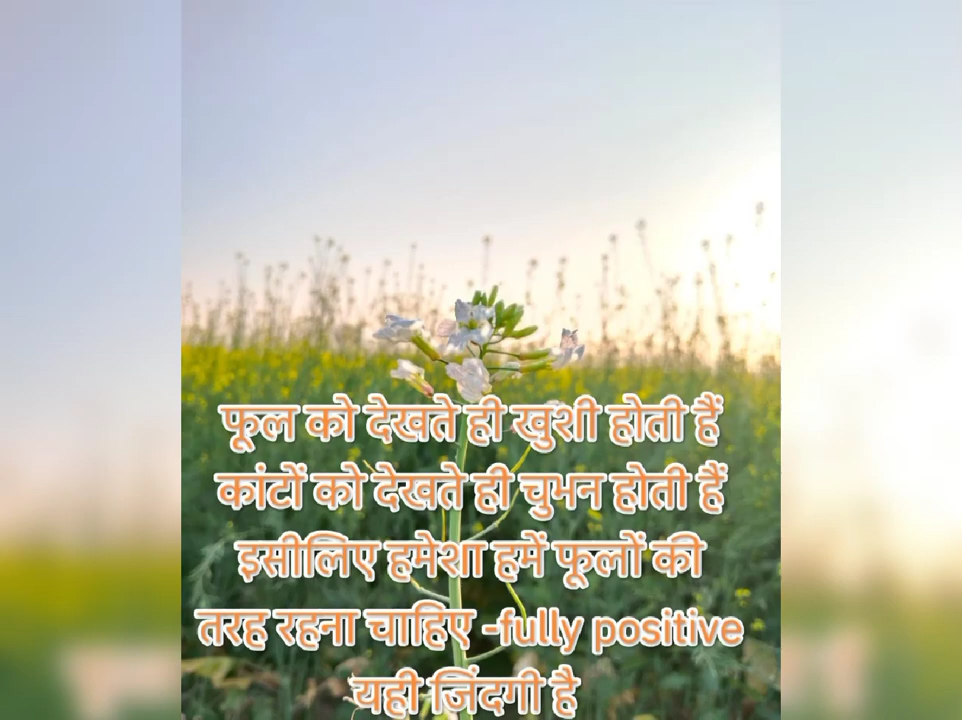 फूल को देखते ही खुशी होती हैं
कांटों को देखते ही चुभन होती हैं
इसीलिए हमेशा हमें फूलों की
तरह रहना चाहिए -fully positive
यही जिंदगी है